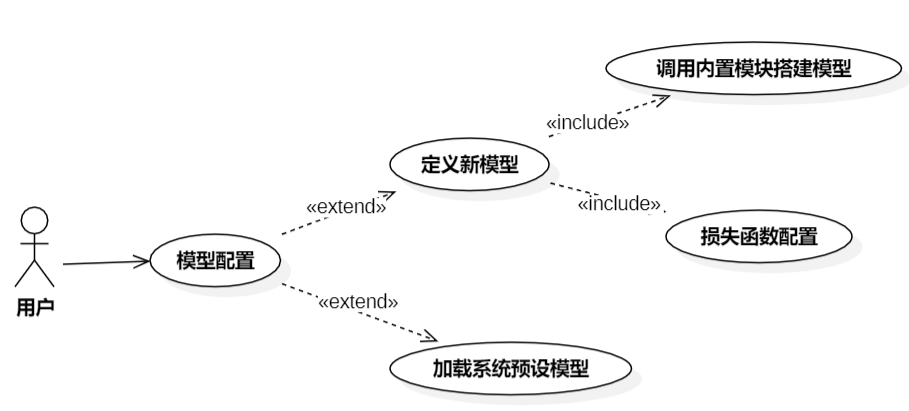 调用内置模块搭建模型
«include»
定义新模型
«extend»
«include»
损失函数配置
模型配置
用户
«extend»
加载系统预设模型